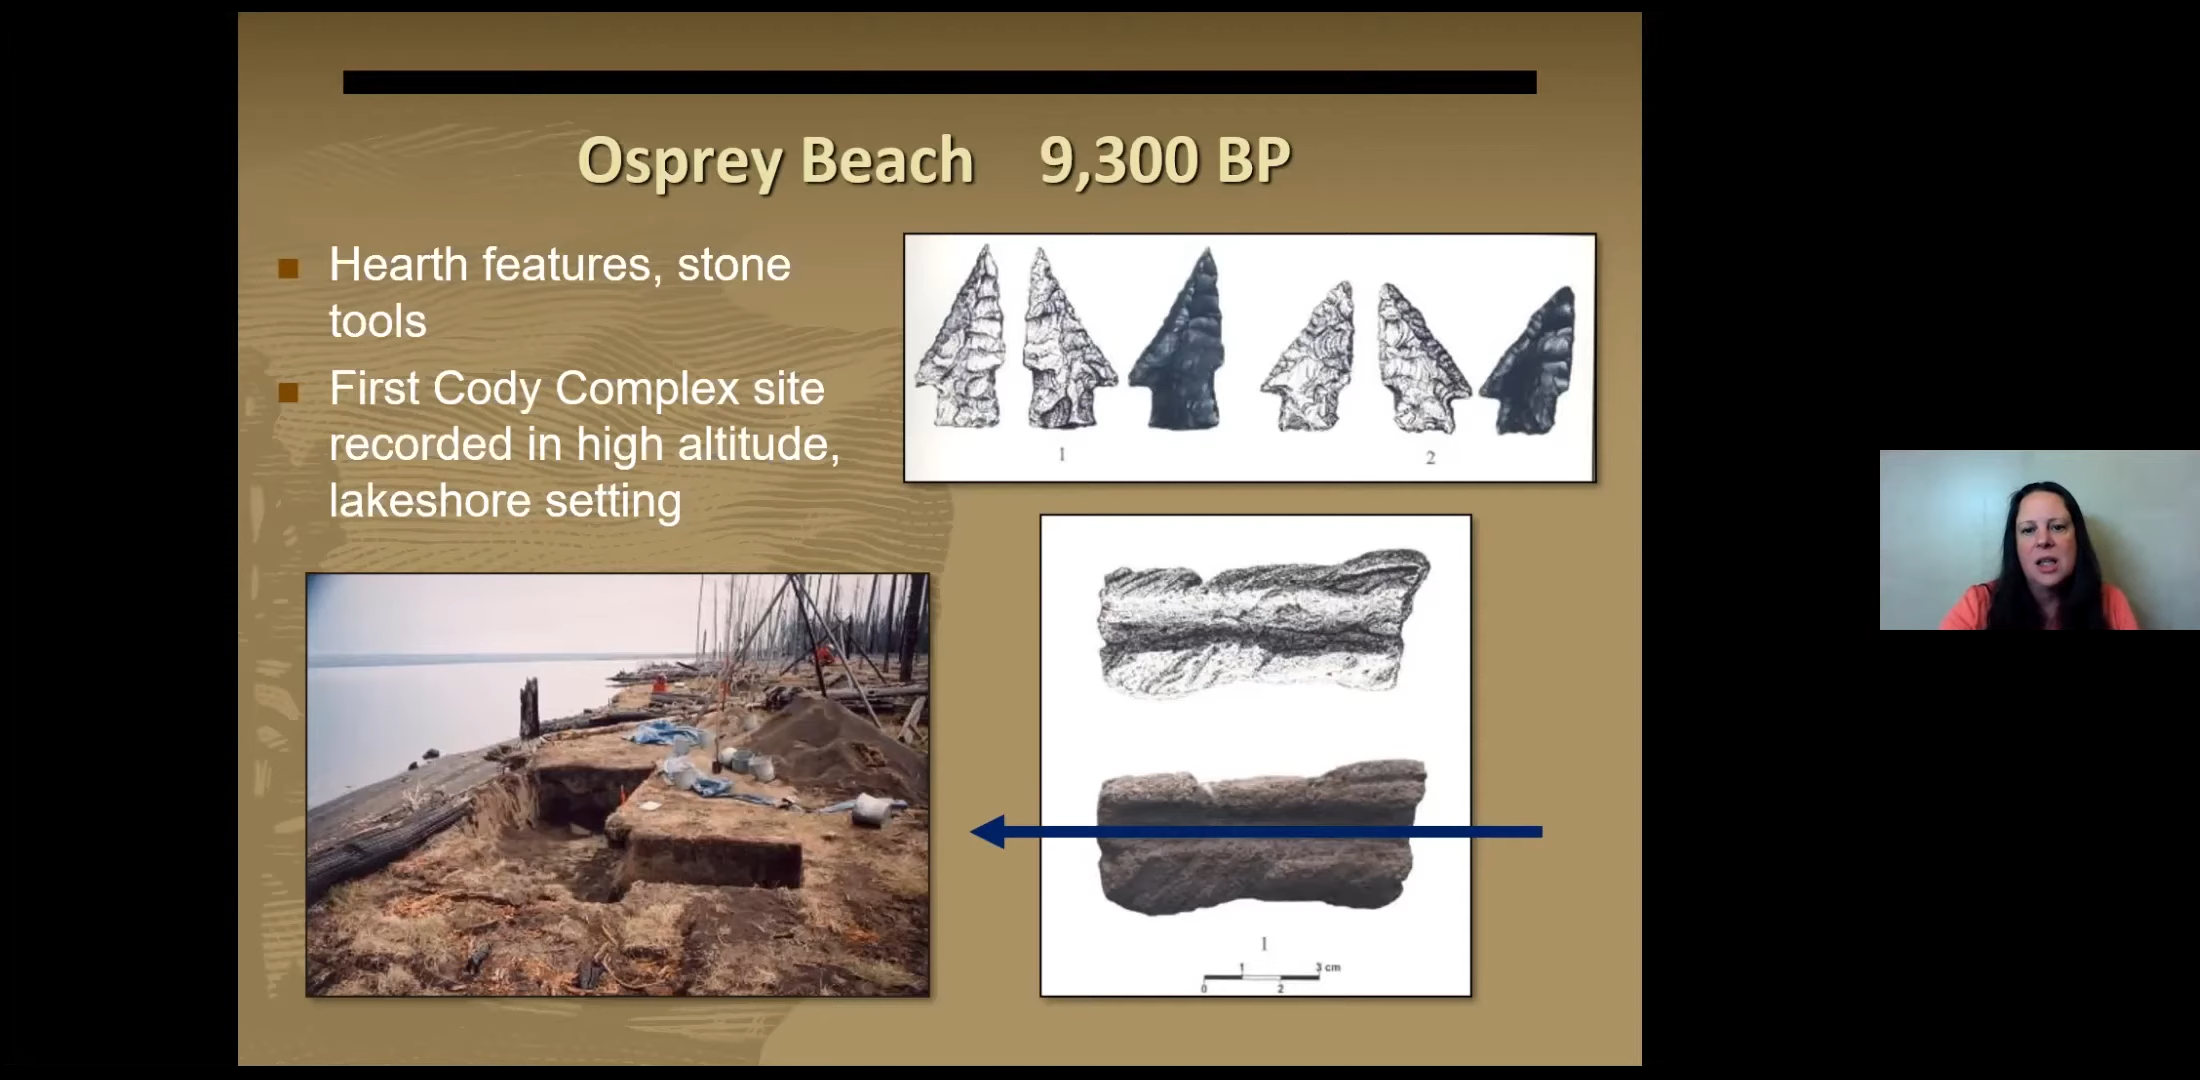 Osprey Beach 9,300 BP
Hearth features, stone
tools
First Cody Complex site
recorded in high altitude,
lakeshore setting
1
2
1
1 3 cm
0 2